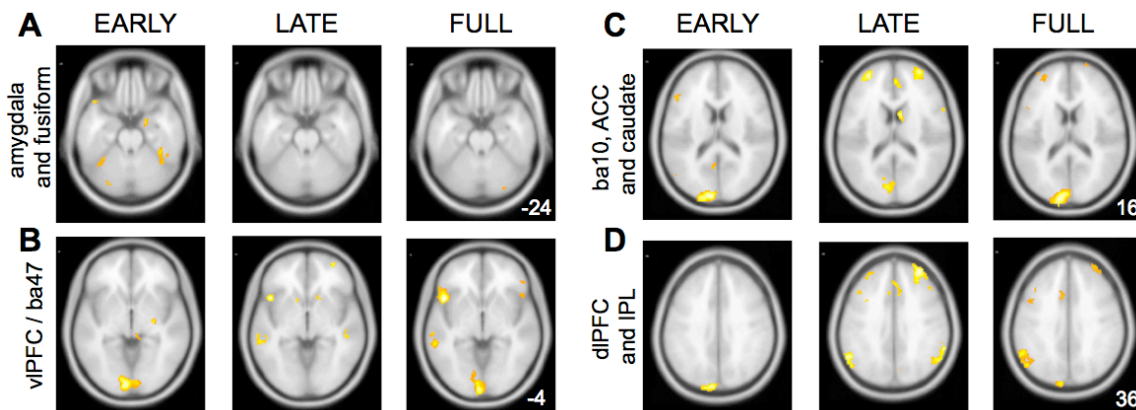 A EARLY LATE FULL
amygdala
and fusiform
-24
B
vlPFC / ba47
-4
C EARLY LATE FULL
ba10, ACC
and caudate
16
D
dlPFC
and IPL
36